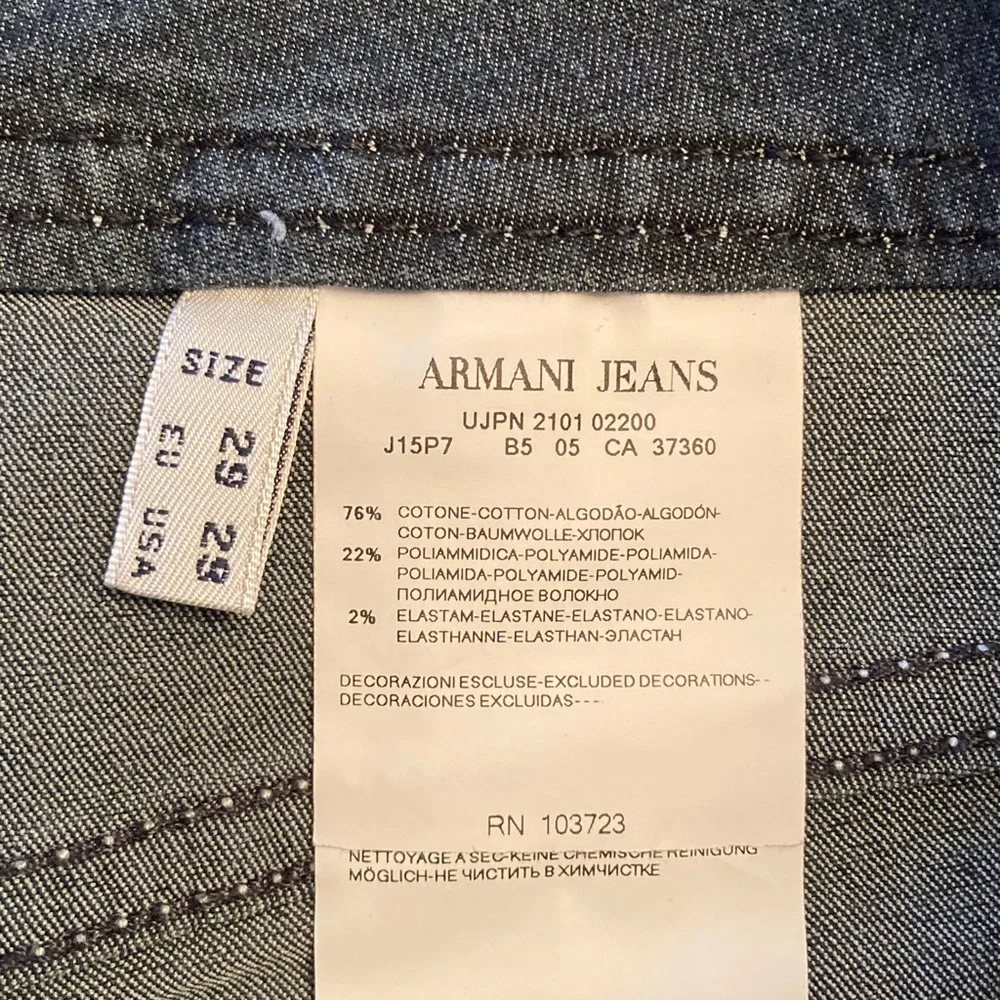 SIZE
EU 29
USA 29
ARMANI JEANS
UJPN 2101 02200
J15P7 B5 05 CA 37360
76% COTONE-COTTON-ALGODÃO-ALGODÓN-
COTON-BAUMWOLLE-ХЛОПОК
22% POLIAMMIDICA-POLYAMIDE-POLIAMIDA-
POLIAMIDA-POLYAMIDE-POLYAMID-
ПОЛИАМИДНОЕ ВОЛОКНО
2% ELASTAM-ELASTANE-ELASTANO-ELASTANO-
ELASTHANNE-ELASTHAN-ЭЛАСТАН
DECORAZIONI ESCLUSE-EXCLUDED DECORATIONS--
DECORACIONES EXCLUIDAS---
RN 103723
NETTOYAGE A SEC-KEINE CHEMISCHE REINIGUNG
MÖGLICH-НЕ ЧИСТИТЬ В ХИМЧИСТКЕ